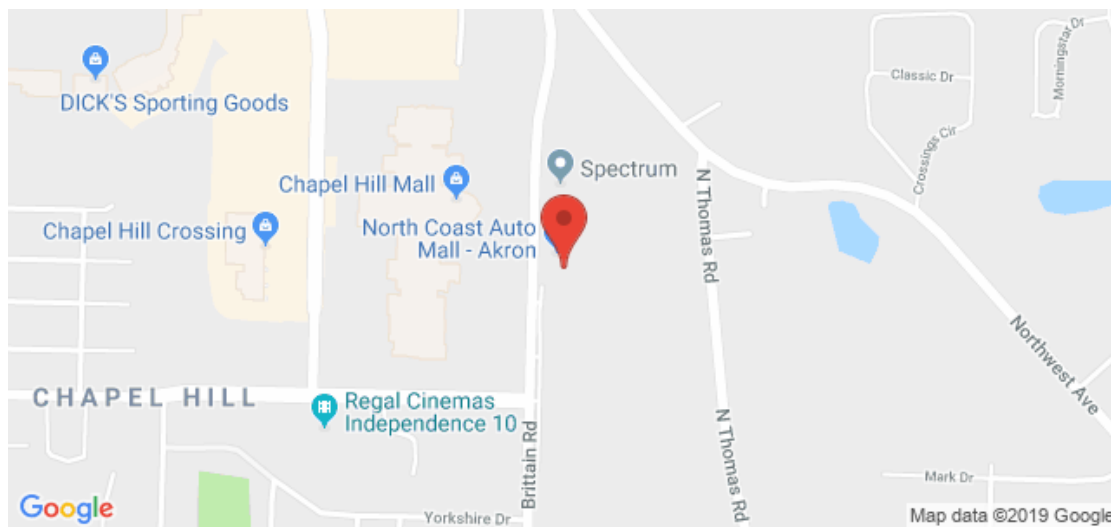 Classic Dr
Morningstar Dr
DICK'S Sporting Goods
Crossings Cir
Spectrum
Chapel Hill Mall
N Thomas Rd
North Coast Auto
Mall - Akron
Chapel Hill Crossing
Northwest Ave
CHAPEL HILL
Regal Cinemas
Independence 10
Brittain Rd
N Thomas Rd
Mark Dr
Google
Yorkshire Dr
Map data ©2019 Google